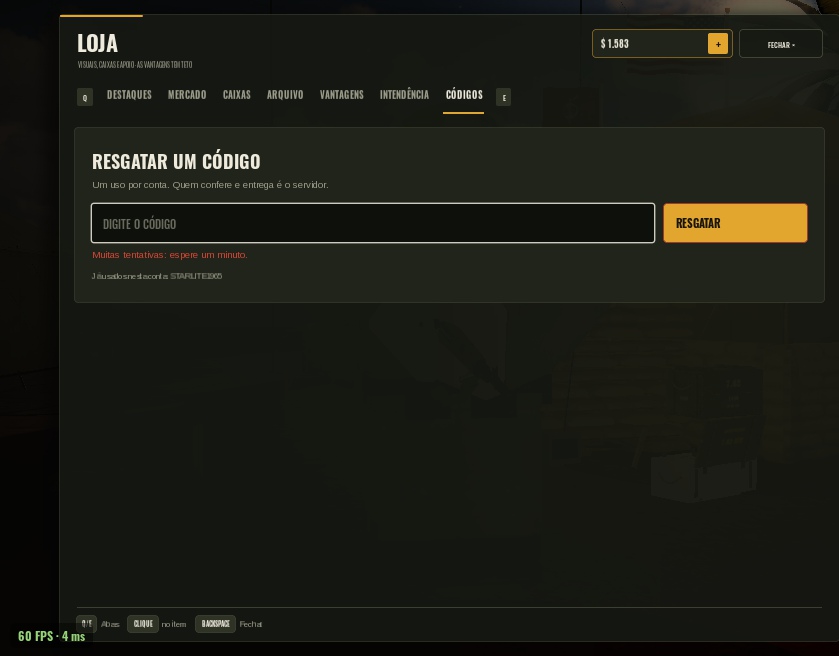 LOJA
VISUAIS, CAIXAS E APOIO · AS VANTAGENS TÊM TETO
$ 1.583
+
FECHAR ×
Q DESTAQUES MERCADO CAIXAS ARQUIVO VANTAGENS INTENDÊNCIA CÓDIGOS E
RESGATAR UM CÓDIGO
Um uso por conta. Quem confere e entrega é o servidor.
DIGITE O CÓDIGO
RESGATAR
Muitas tentativas: espere um minuto.
Já usados nesta conta: STARLITE1965
Q/E Abas CLIQUE no item BACKSPACE Fechar
60 FPS · 4 ms